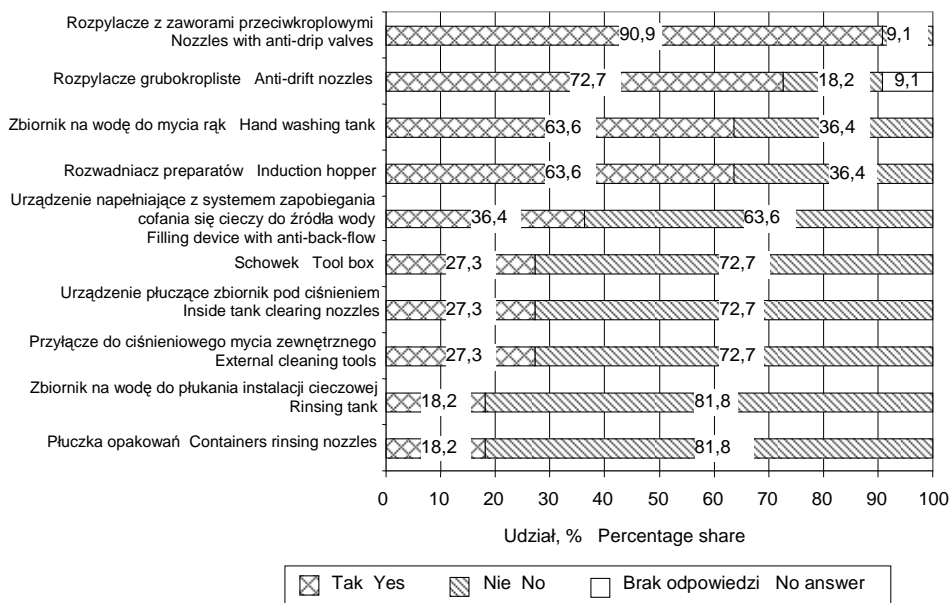 Rozpylacze z zaworami przeciwkroplowymi
Nozzles with anti-drip valves
90,9
9,1
Rozpylacze grubokropliste Anti-drift nozzles
72,7
18,2
9,1
Zbiornik na wodę do mycia rąk Hand washing tank
63,6
36,4
Rozwadniacz preparatów Induction hopper
63,6
36,4
Urządzenie napełniające z systemem zapobiegania
cofania się cieczy do źródła wody
Filling device with anti-back-flow
36,4
63,6
Schowek Tool box
27,3
72,7
Urządzenie płuczące zbiornik pod ciśnieniem
Inside tank clearing nozzles
27,3
72,7
Przyłącze do ciśnieniowego mycia zewnętrznego
External cleaning tools
27,3
72,7
Zbiornik na wodę do płukania instalacji cieczowej
Rinsing tank
18,2
81,8
Płuczka opakowań Containers rinsing nozzles
18,2
81,8
0 10 20 30 40 50 60 70 80 90 100
Udział, % Percentage share
Tak Yes Nie No Brak odpowiedzi No answer